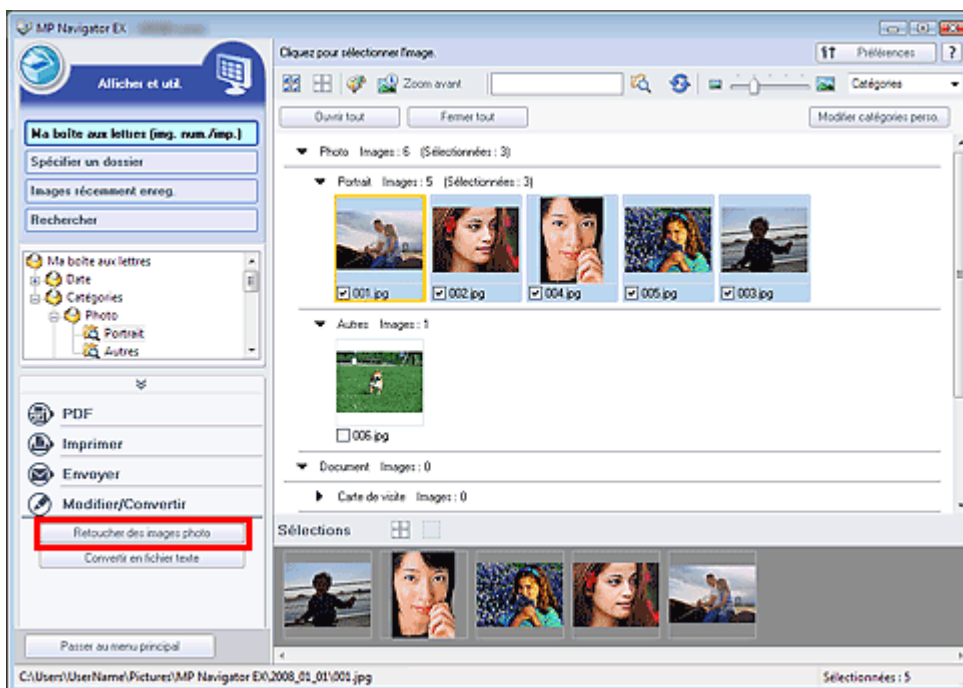 MP Navigator EX
Afficher et util.
Cliquez pour sélectionner l'image.
Préférences
?
Zoom avant
Catégories
Ouvrir tout
Fermer tout
Modifier catégories perso.
Ma boîte aux lettres (img. num./imp.)
Spécifier un dossier
Images récemment enreg.
Rechercher
Ma boîte aux lettres
Date
Catégories
Photo
Portrait
Autres
PDF
Imprimer
Envoyer
Modifier/Convertir
Retoucher des images photo
Convertir en fichier texte
Passer au menu principal
Photo Images : 6 (Sélectionnées : 3)
Portrait Images : 5 (Sélectionnées : 3)
001.jpg
002.jpg
004.jpg
005.jpg
003.jpg
Autres Images : 1
006.jpg
Document Images : 0
Carte de visite Images : 0
Sélections
C:\Users\UserName\Pictures\MP Navigator EX\2008_01_01\001.jpg
Sélectionnées : 5